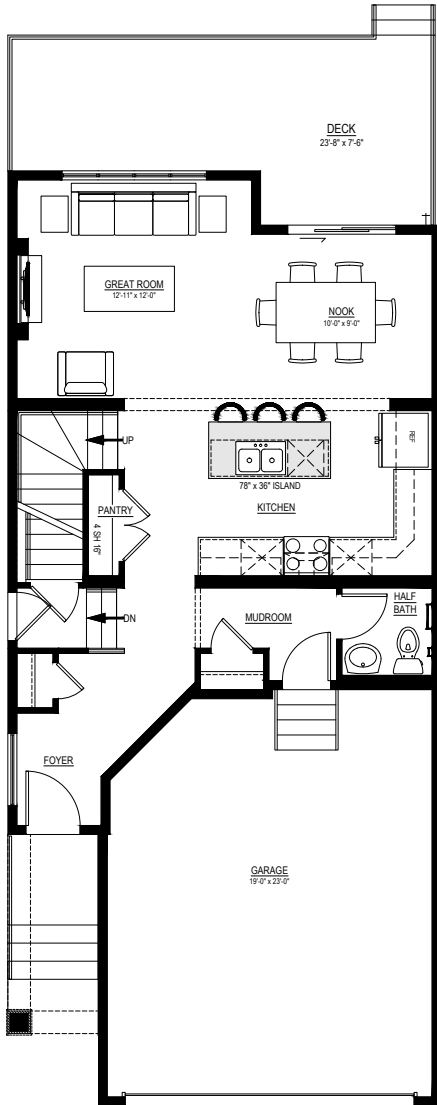 DECK
23'-8" x 7'-6"
GREAT ROOM
12'-11" x 12'-0"
NOOK
10'-0" x 9'-0"
UP
REF
78" x 36" ISLAND
KITCHEN
PANTRY
4 SH 16"
DN
MUDROOM
HALF
BATH
FOYER
GARAGE
19'-0" x 23'-0"